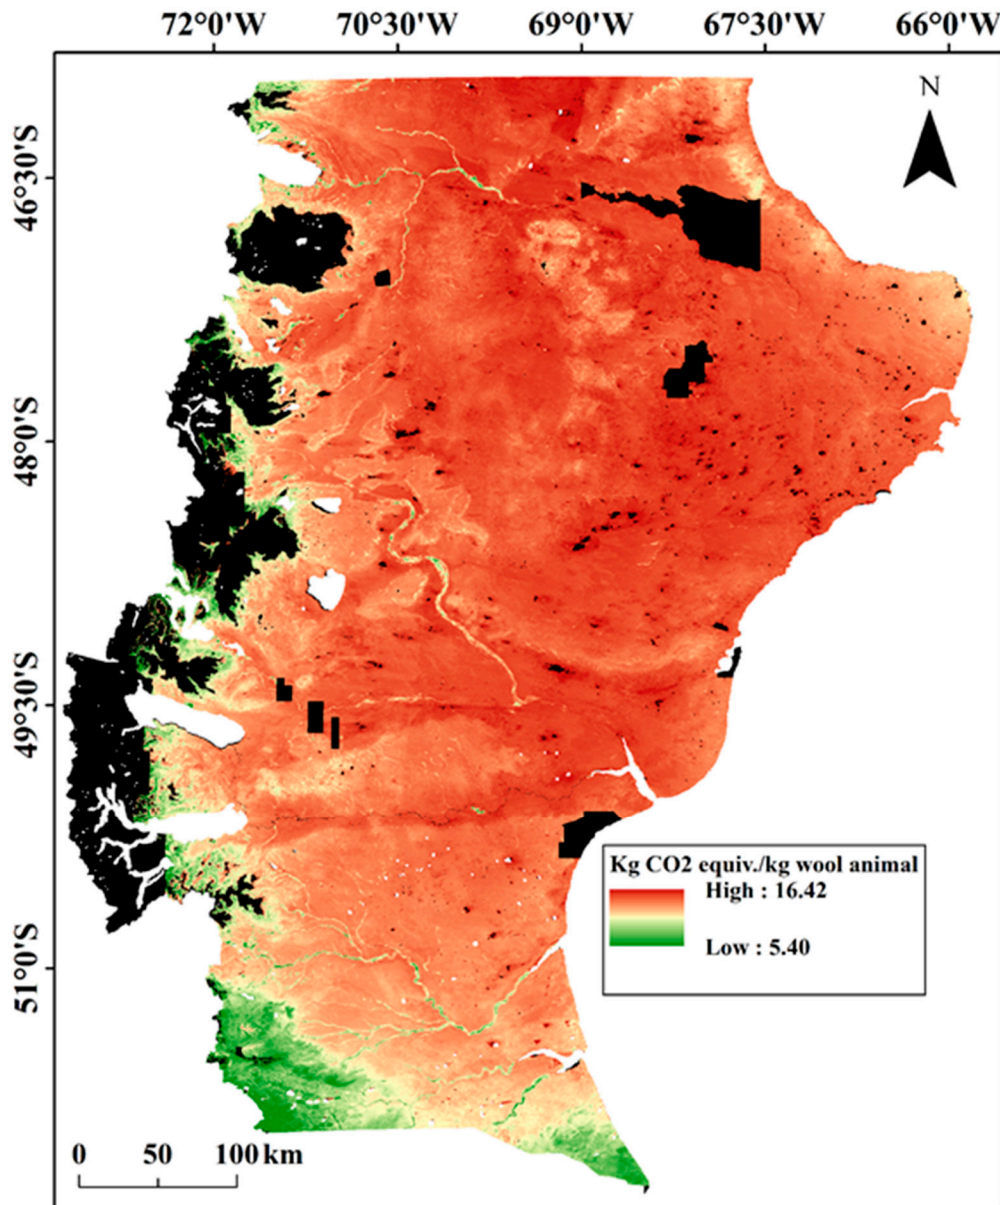 72°0'W 70°30'W 69°0'W 67°30'W 66°0'W
N
46°30'S
48°0'S
49°30'S
51°0'S
Kg CO2 equiv./kg wool animal
High : 16.42
Low : 5.40
0 50 100 km